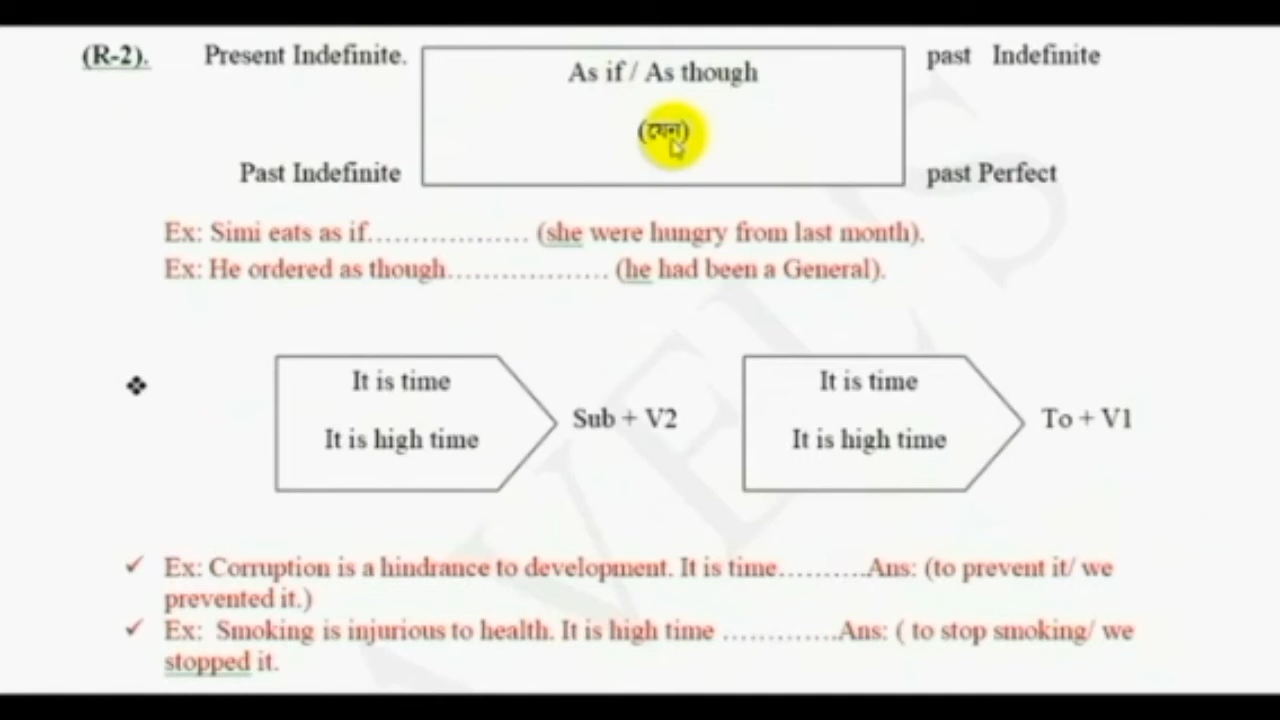 (R-2). Present Indefinite. As if / As though past Indefinite
(যেন)
Past Indefinite past Perfect
Ex: Simi eats as if.................. (she were hungry from last month).
Ex: He ordered as though.................. (he had been a General).
❖ It is time It is time
Sub + V2 To + V1
It is high time It is high time
✓ Ex: Corruption is a hindrance to development. It is time..........Ans: (to prevent it/ we
prevented it.)
✓ Ex: Smoking is injurious to health. It is high time .............Ans: ( to stop smoking/ we
stopped it.